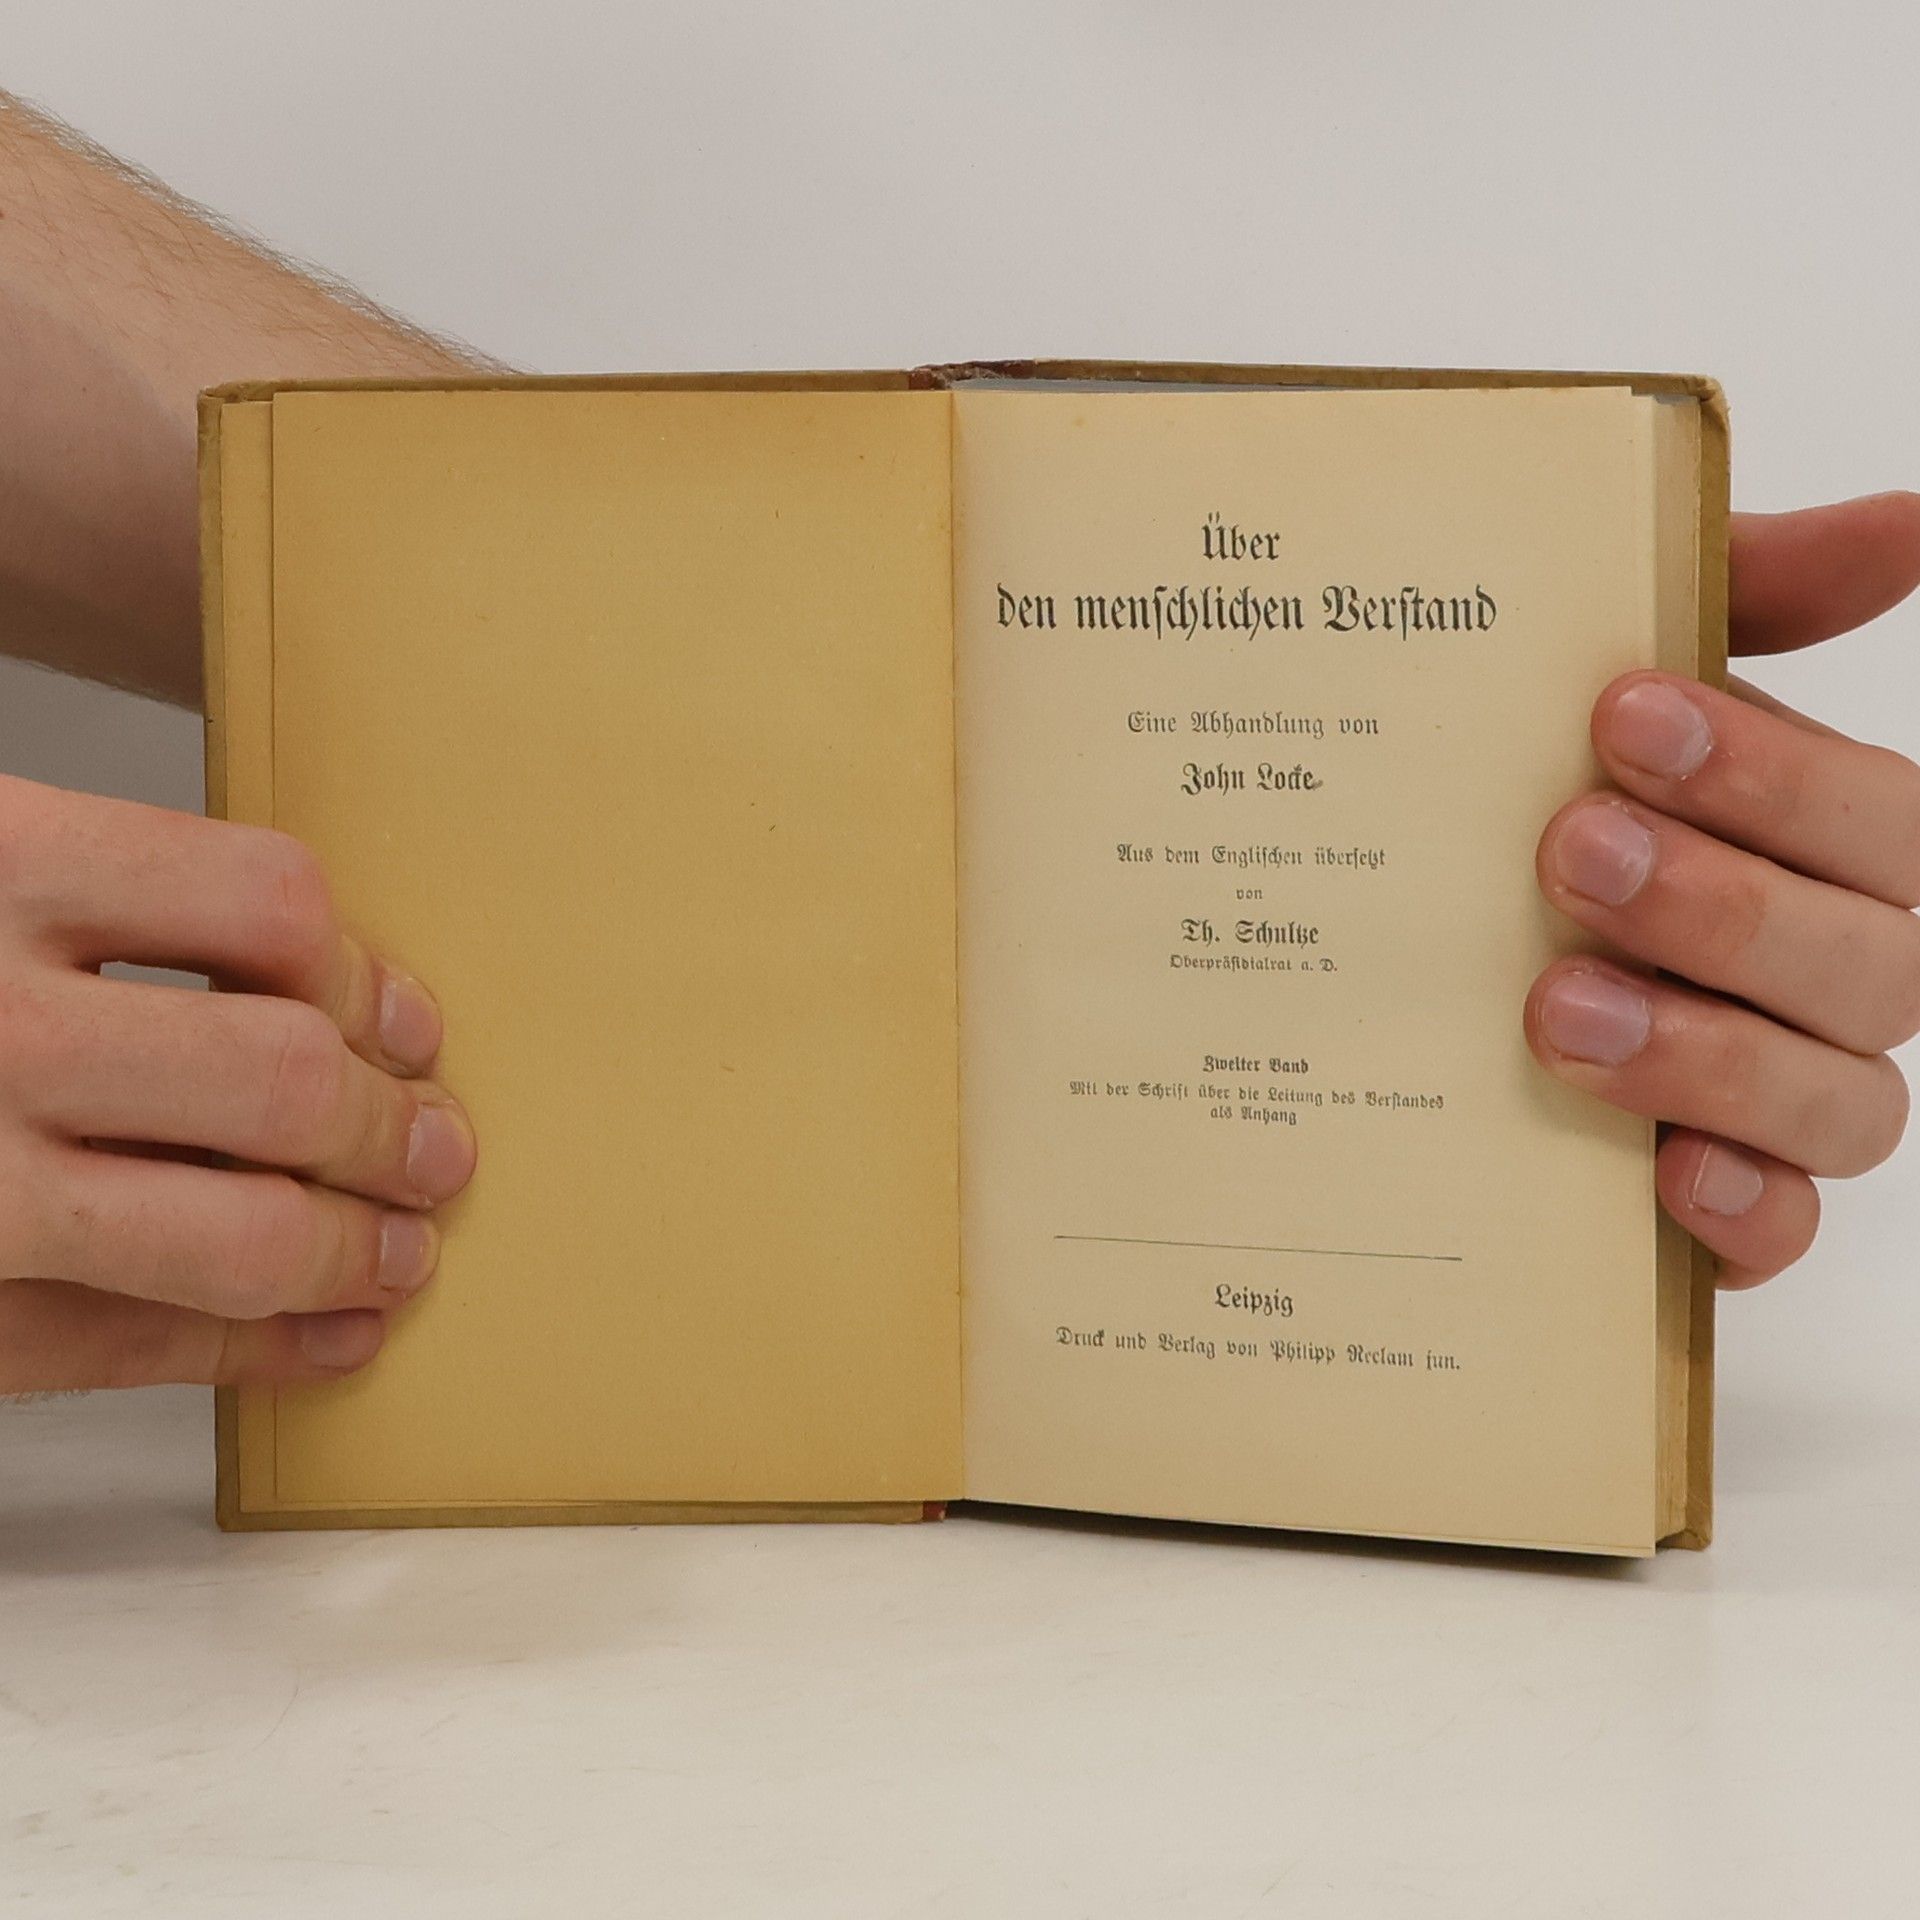 Über
den menschlichen Verstand
Eine Abhandlung von
John Locke
Aus dem Englischen übersetzt
von
Th. Schultze
Oberpräsidialrat a. D.
Zweiter Band
Mit der Schrift über die Leitung des Verstandes
als Anhang
Leipzig
Druck und Verlag von Philipp Reclam jun.